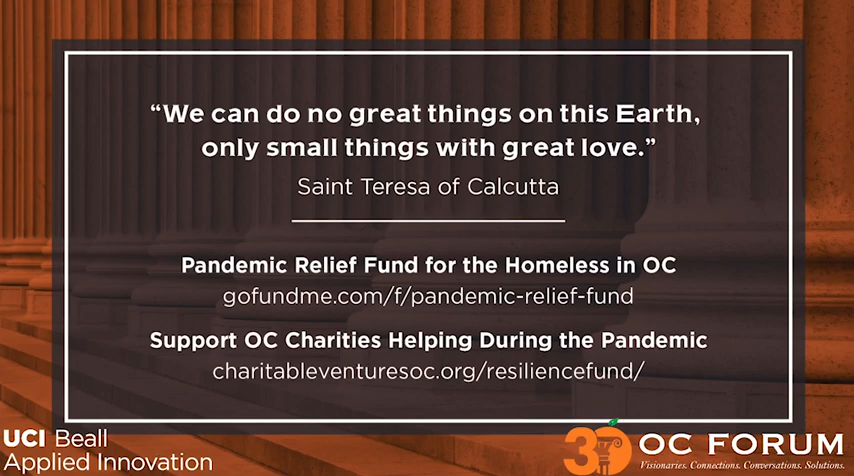 “We can do no great things on this Earth,
only small things with great love.”
Saint Teresa of Calcutta
Pandemic Relief Fund for the Homeless in OC
gofundme.com/f/pandemic-relief-fund
Support OC Charities Helping During the Pandemic
charitableventuresoc.org/resiliencefund/
UCI Beall
Applied Innovation
30 OC FORUM
Visionaries. Connections. Conversations. Solutions.